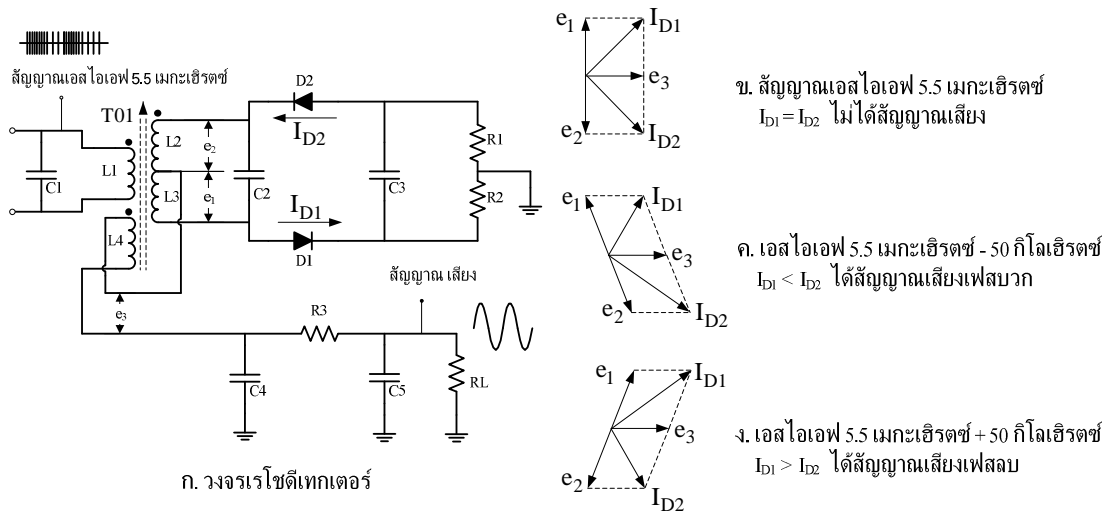 สัญญาณเอสไอเอฟ 5.5 เมกะเฮิรตซ์
T01
L1
L2
L3
L4
C1
e2
e1
e3
C2
D2
ID2
ID1
D1
C3
R1
R2
สัญญาณ เสียง
R3
C4
C5
RL
ก. วงจรเรโชดีเทกเตอร์
e1
ID1
e3
e2
ID2
ข. สัญญาณเอสไอเอฟ 5.5 เมกะเฮิรตซ์
ID1 = ID2 ไม่ได้สัญญาณเสียง
e1
ID1
e3
e2
ID2
ค. เอสไอเอฟ 5.5 เมกะเฮิรตซ์ - 50 กิโลเฮิรตซ์
ID1 < ID2 ได้สัญญาณเสียงเฟสบวก
e1
ID1
e3
e2
ID2
ง. เอสไอเอฟ 5.5 เมกะเฮิรตซ์ + 50 กิโลเฮิรตซ์
ID1 > ID2 ได้สัญญาณเสียงเฟสลบ